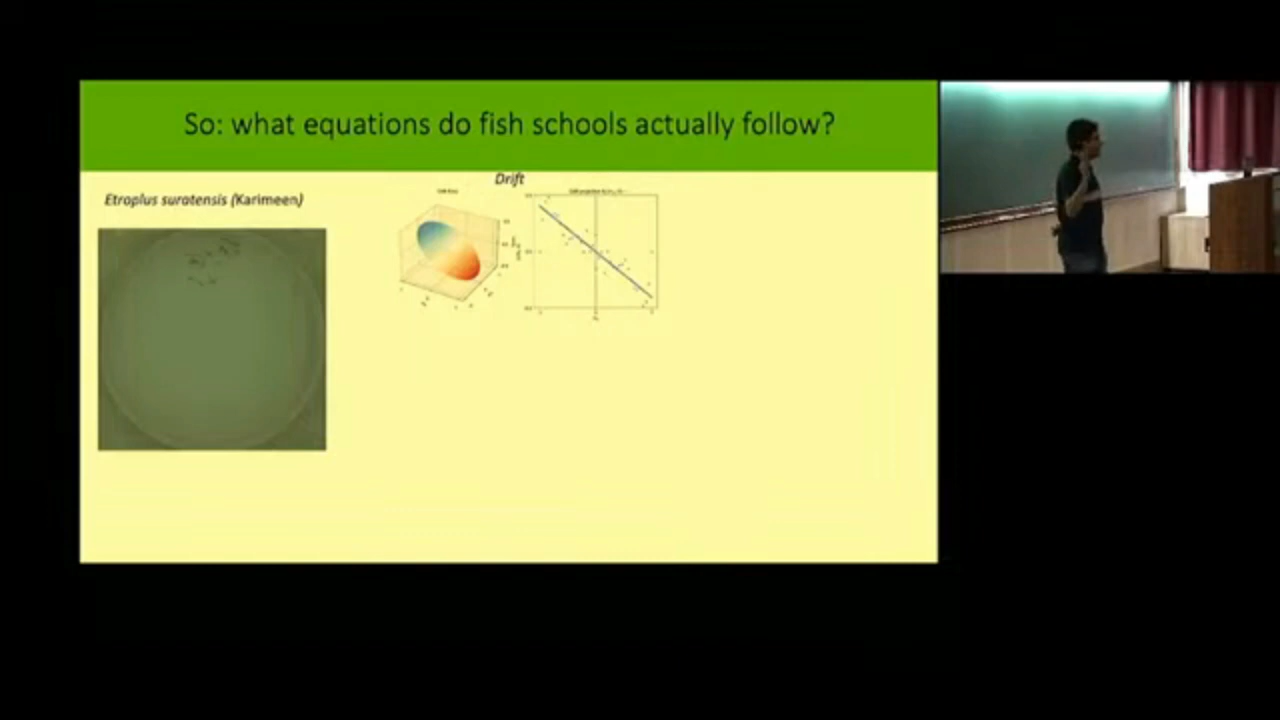 So: what equations do fish schools actually follow?
Drift
Etroplus suratensis (Karimeen)